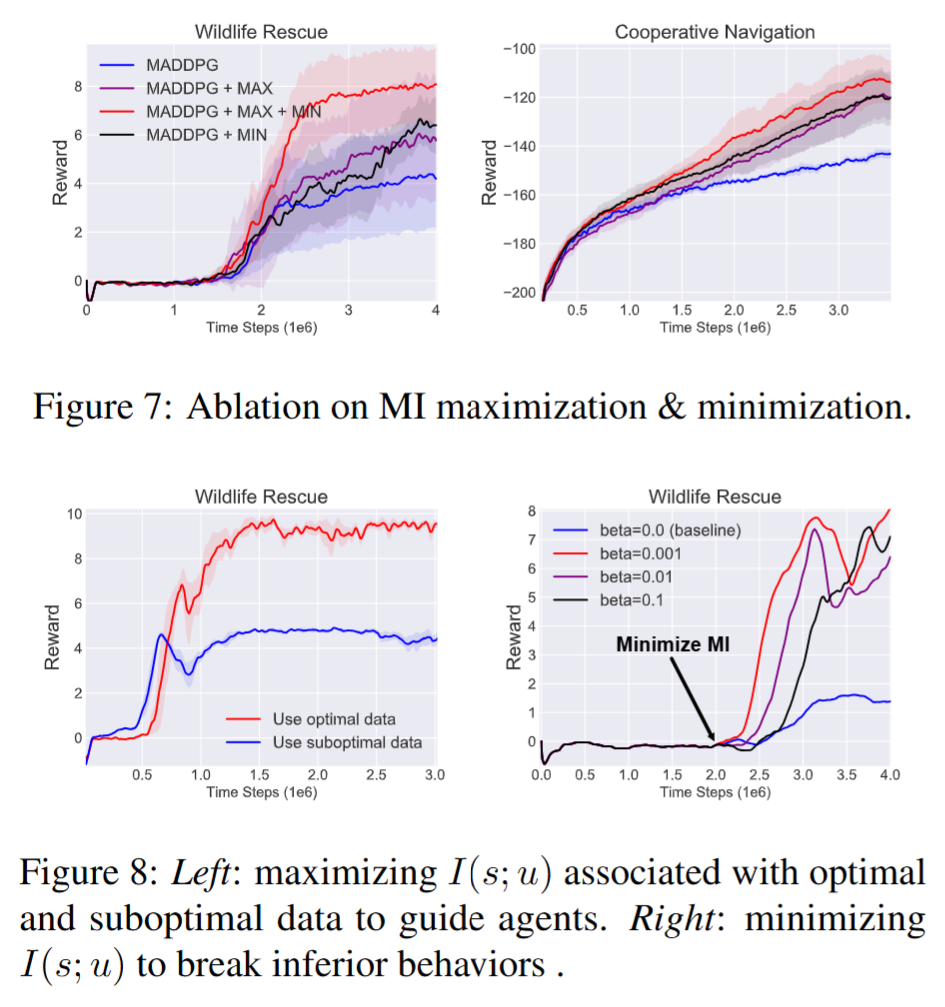 Wildlife Rescue
Reward
8
6
4
2
0
MADDPG
MADDPG + MAX
MADDPG + MAX + MIN
MADDPG + MIN
0 1 2 3 4
Time Steps (1e6)
Cooperative Navigation
Reward
−100
−120
−140
−160
−180
−200
0.5 1.0 1.5 2.0 2.5 3.0
Time Steps (1e6)
Figure 7: Ablation on MI maximization & minimization.
Wildlife Rescue
Reward
10
8
6
4
2
0
Use optimal data
Use suboptimal data
0.5 1.0 1.5 2.0 2.5 3.0
Time Steps (1e6)
Wildlife Rescue
Reward
8
7
6
5
4
3
2
1
0
beta=0.0 (baseline)
beta=0.001
beta=0.01
beta=0.1
Minimize MI
0.0 0.5 1.0 1.5 2.0 2.5 3.0 3.5 4.0
Time Steps (1e6)
Figure 8: Left: maximizing I(s; u) associated with optimal
and suboptimal data to guide agents. Right: minimizing
I(s; u) to break inferior behaviors .